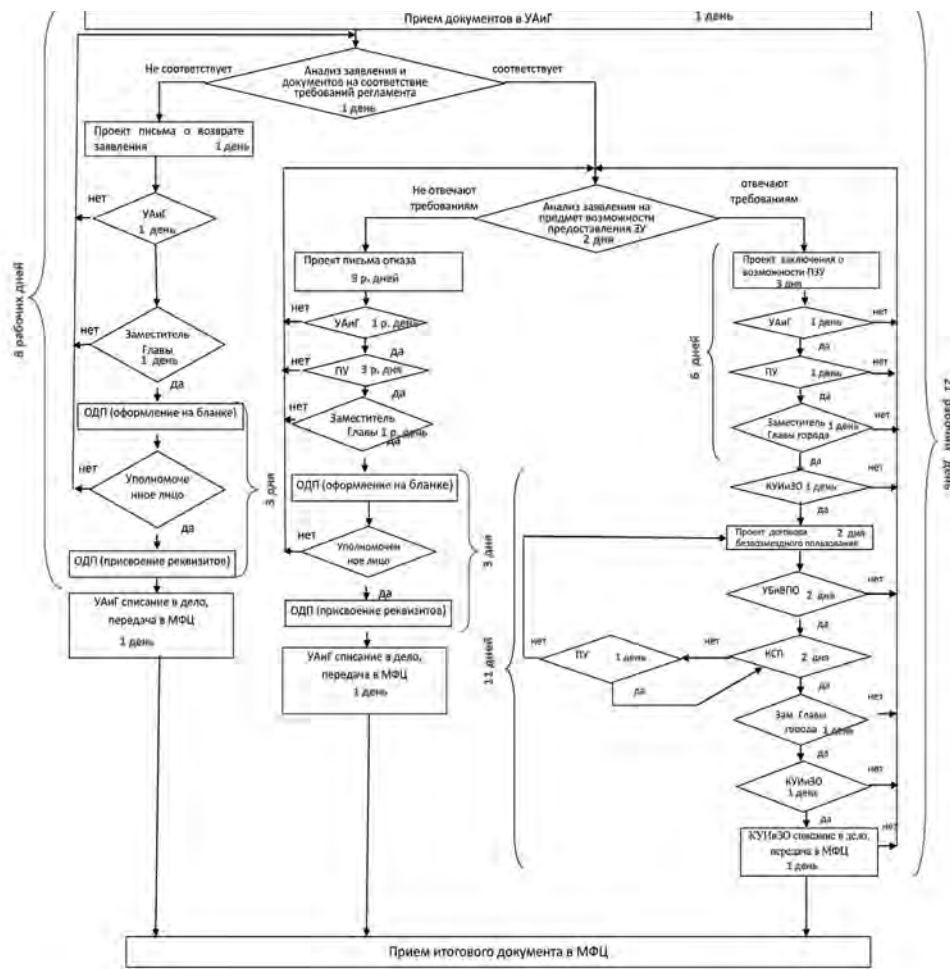 Прием документов в УАиГ 1 день
Не соответствует
соответствует
Анализ заявления и
документов на соответствие
требований регламента
1 день
Проект письма о возврате
заявления 1 день
нет
УАиГ
1 день
нет
Заместитель
Главы
1 день
да
ОДП (оформление на бланке)
нет
Уполномоче
нное лицо
да
ОДП (присвоение реквизитов)
УАиГ списание в дело,
передача в МФЦ
1 день
8 рабочих дней
3 дня
Не отвечают
требованиям
отвечают
требованиям
Анализ заявления на
предмет возможности
предоставления ЗУ
2 дня
Проект письма отказа
9 р. дней
нет
УАиГ 1 р. день
да
нет
ПУ 3 р. дня
да
нет
Заместитель
Главы 1 р. день
да
ОДП (оформление на бланке)
нет
Уполномочен
ное лицо
да
ОДП (присвоение реквизитов)
УАиГ списание в дело,
передача в МФЦ
1 день
3 дня
11 дней
6 дней
Проект заключения о
возможности ПЗУ
3 дня
УАиГ 1 день
нет
да
ПУ 1 день
нет
да
Заместитель 1 день
Главы города
нет
да
КУИиЗО 1 день
нет
да
Проект договора 2 дня
безвозмездного пользования
УБиВПО 2 дня
нет
да
КСП 2 дня
нет
ПУ 1 день
нет
да
да
Зам Главы
города 1 день
нет
да
КУИиЗО
1 день
нет
да
КУИиЗО списание в дело,
передача в МФЦ
1 день
нет
21 рабочий день
Прием итогового документа в МФЦ